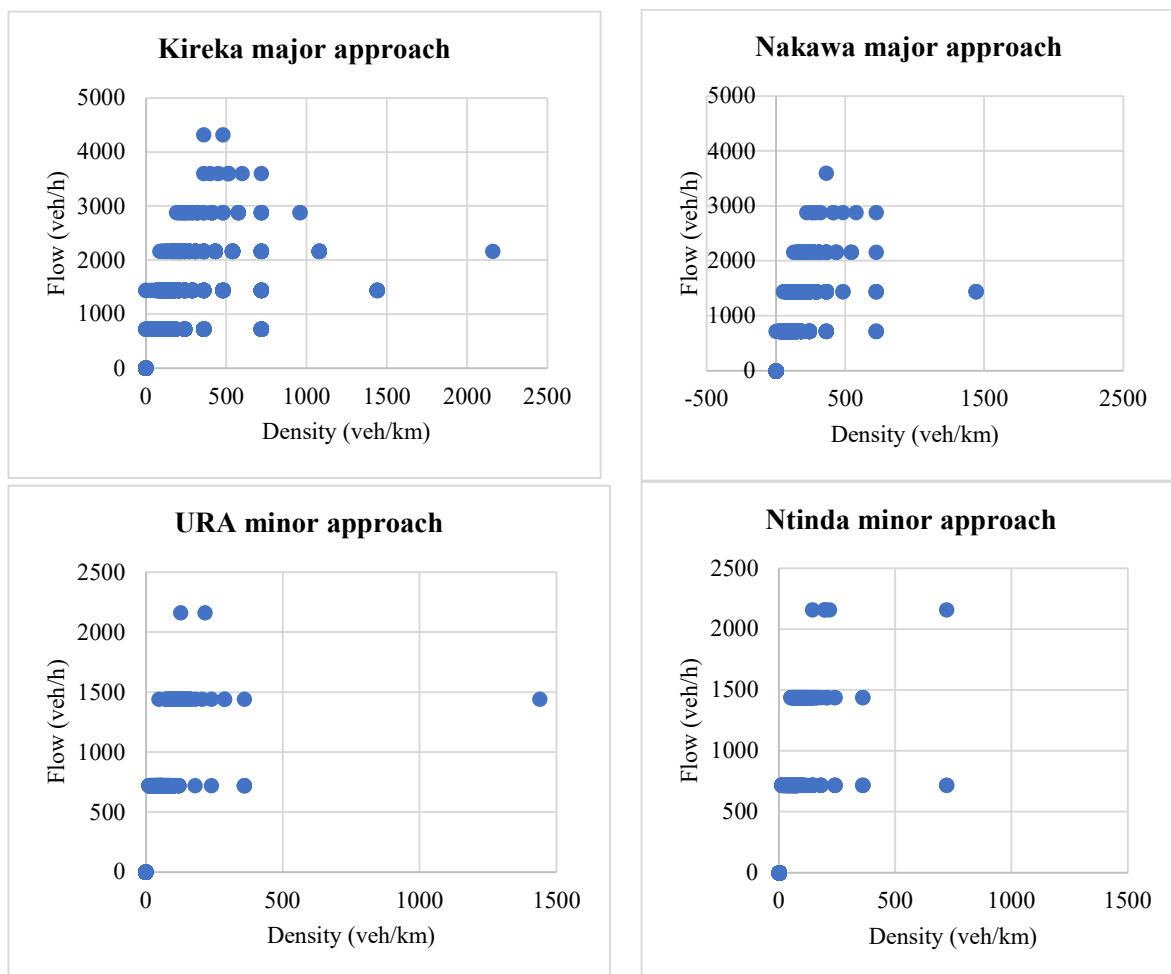 Kireka major approach
5000
4000
3000
2000
1000
0
Flow (veh/h)
0 500 1000 1500 2000 2500
Density (veh/km)
Nakawa major approach
5000
4000
3000
2000
1000
0
Flow (veh/h)
-500 500 1500 2500
Density (veh/km)
URA minor approach
2500
2000
1500
1000
500
0
Flow (veh/h)
0 500 1000 1500
Density (veh/km)
Ntinda minor approach
2500
2000
1500
1000
500
0
Flow (veh/h)
0 500 1000 1500
Density (veh/km)